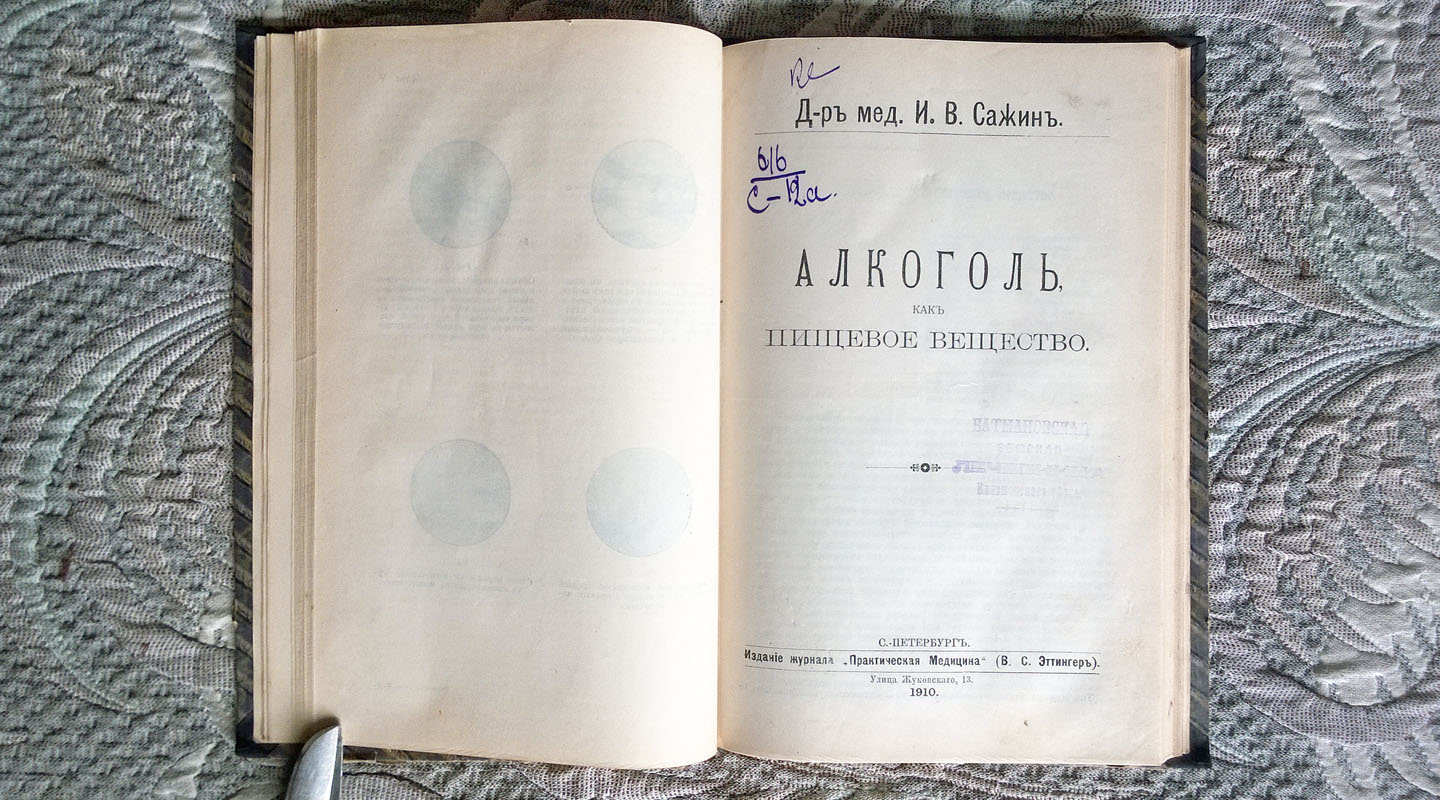 Д-ръ мед. И. В. Сажинъ.
616
С-12а.
АЛКОГОЛЬ,
КАКЪ
ПИЩЕВОЕ ВЕЩЕСТВО.
С.-ПЕТЕРБУРГЪ.
Изданіе журнала „Практическая Медицина“ (В. С. Эттингеръ).
Улица Жуковскаго, 13.
1910.